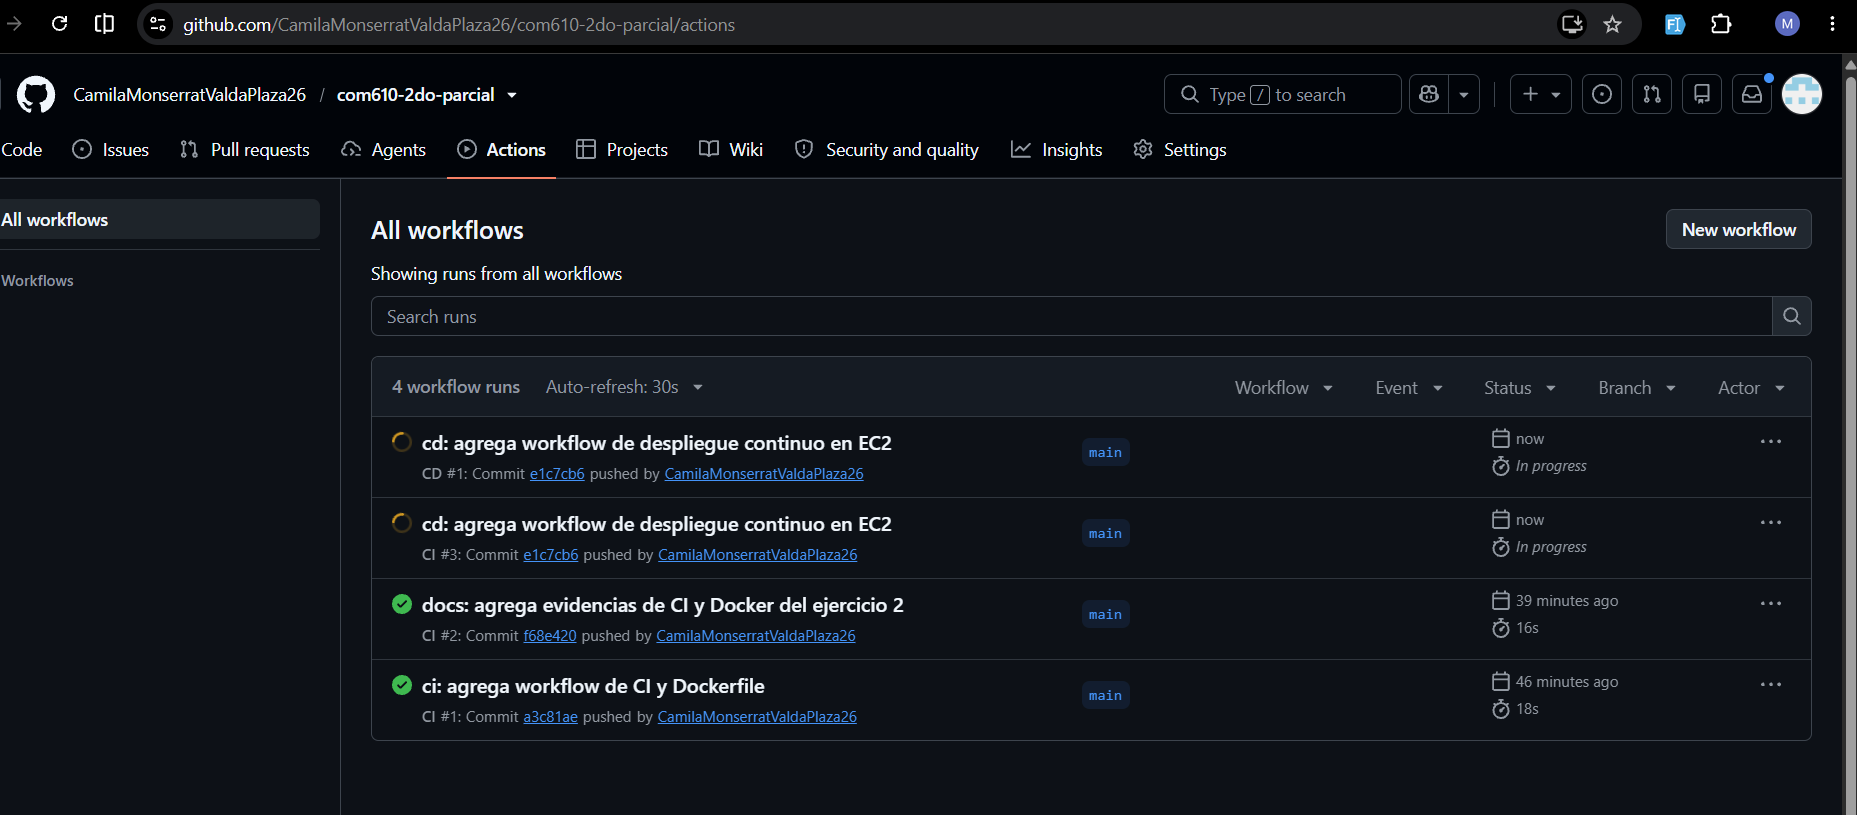 github.com/CamilaMonserratValdaPlaza26/com610-2do-parcial/actions
M
CamilaMonserratValdaPlaza26 / com610-2do-parcial
Type / to search
Code Issues Pull requests Agents Actions Projects Wiki Security and quality Insights Settings
All workflows
Workflows
All workflows
New workflow
Showing runs from all workflows
Search runs
4 workflow runs Auto-refresh: 30s Workflow Event Status Branch Actor
cd: agrega workflow de despliegue continuo en EC2
CD #1: Commit e1c7cb6 pushed by CamilaMonserratValdaPlaza26
main
now
In progress
cd: agrega workflow de despliegue continuo en EC2
CI #3: Commit e1c7cb6 pushed by CamilaMonserratValdaPlaza26
main
now
In progress
docs: agrega evidencias de CI y Docker del ejercicio 2
CI #2: Commit f68e420 pushed by CamilaMonserratValdaPlaza26
main
39 minutes ago
16s
ci: agrega workflow de CI y Dockerfile
CI #1: Commit a3c81ae pushed by CamilaMonserratValdaPlaza26
main
46 minutes ago
18s